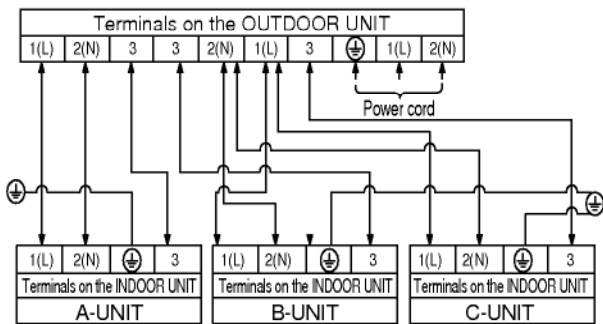 Terminals on the OUTDOOR UNIT
1(L) 2(N) 3 3 2(N) 1(L) 3 1(L) 2(N)
Power cord
1(L) 2(N) 3 1(L) 2(N) 3 1(L) 2(N) 3
Terminals on the INDOOR UNIT Terminals on the INDOOR UNIT Terminals on the INDOOR UNIT
A-UNIT B-UNIT C-UNIT